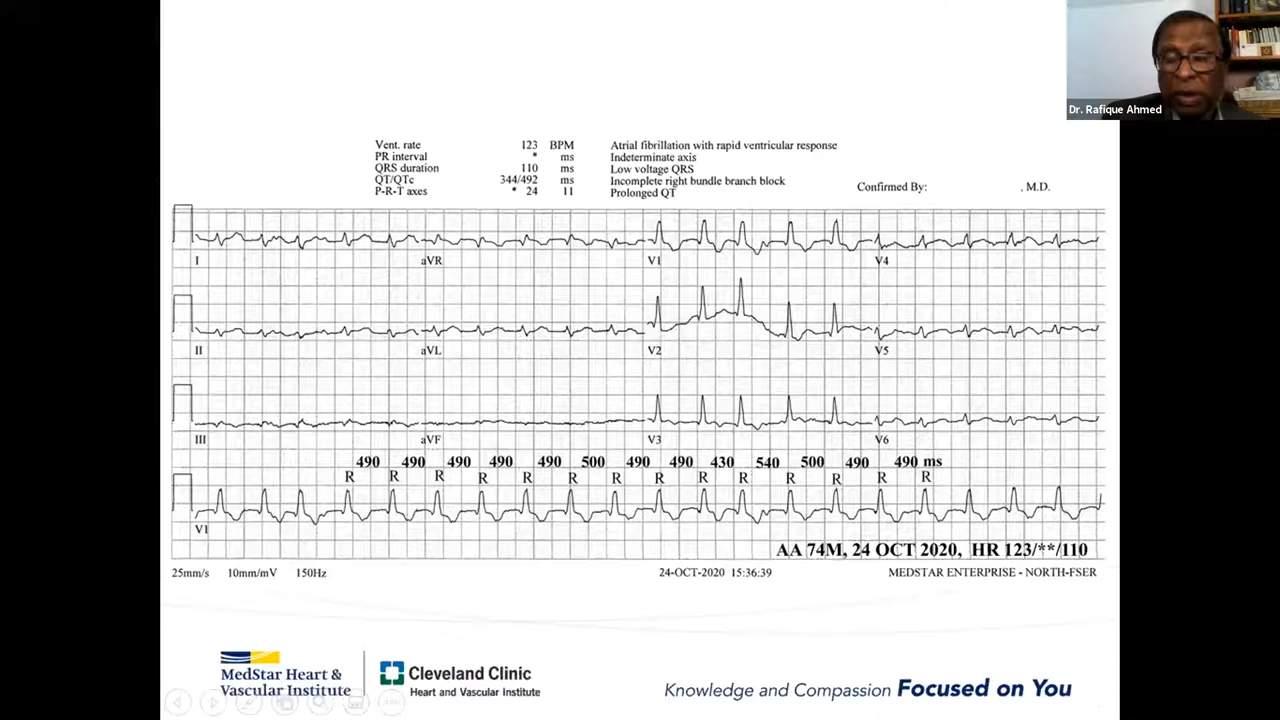 Dr. Rafique Ahmed
Vent. rate 123 BPM
PR interval * ms
QRS duration 110 ms
QT/QTc 344/492 ms
P-R-T axes * 24 11
Atrial fibrillation with rapid ventricular response
Indeterminate axis
Low voltage QRS
Incomplete right bundle branch block
Prolonged QT
Confirmed By: , M.D.
I aVR V1 V4
II aVL V2 V5
III aVF V3 V6
490 490 490 490 490 500 490 490 430 540 500 490 490 ms
R R R R R R R R R R R R R R
V1
AA 74M, 24 OCT 2020, HR 123/**/110
25mm/s 10mm/mV 150Hz 24-OCT-2020 15:36:39 MEDSTAR ENTERPRISE - NORTH-FSER
MedStar Heart &
Vascular Institute
Cleveland Clinic
Heart and Vascular Institute
Knowledge and Compassion Focused on You